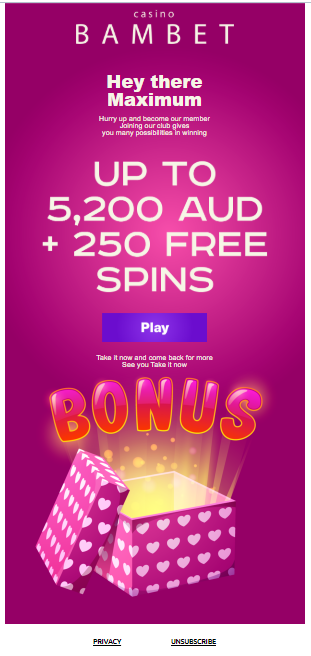 casino
BAMBET
Hey there
Maximum
Hurry up and become our member
Joining our club gives
you many possibilities in winning
UP TO
5,200 AUD
+ 250 FREE
SPINS
Play
Take it now and come back for more
See you Take it now
BONUS
PRIVACY UNSUBSCRIBE